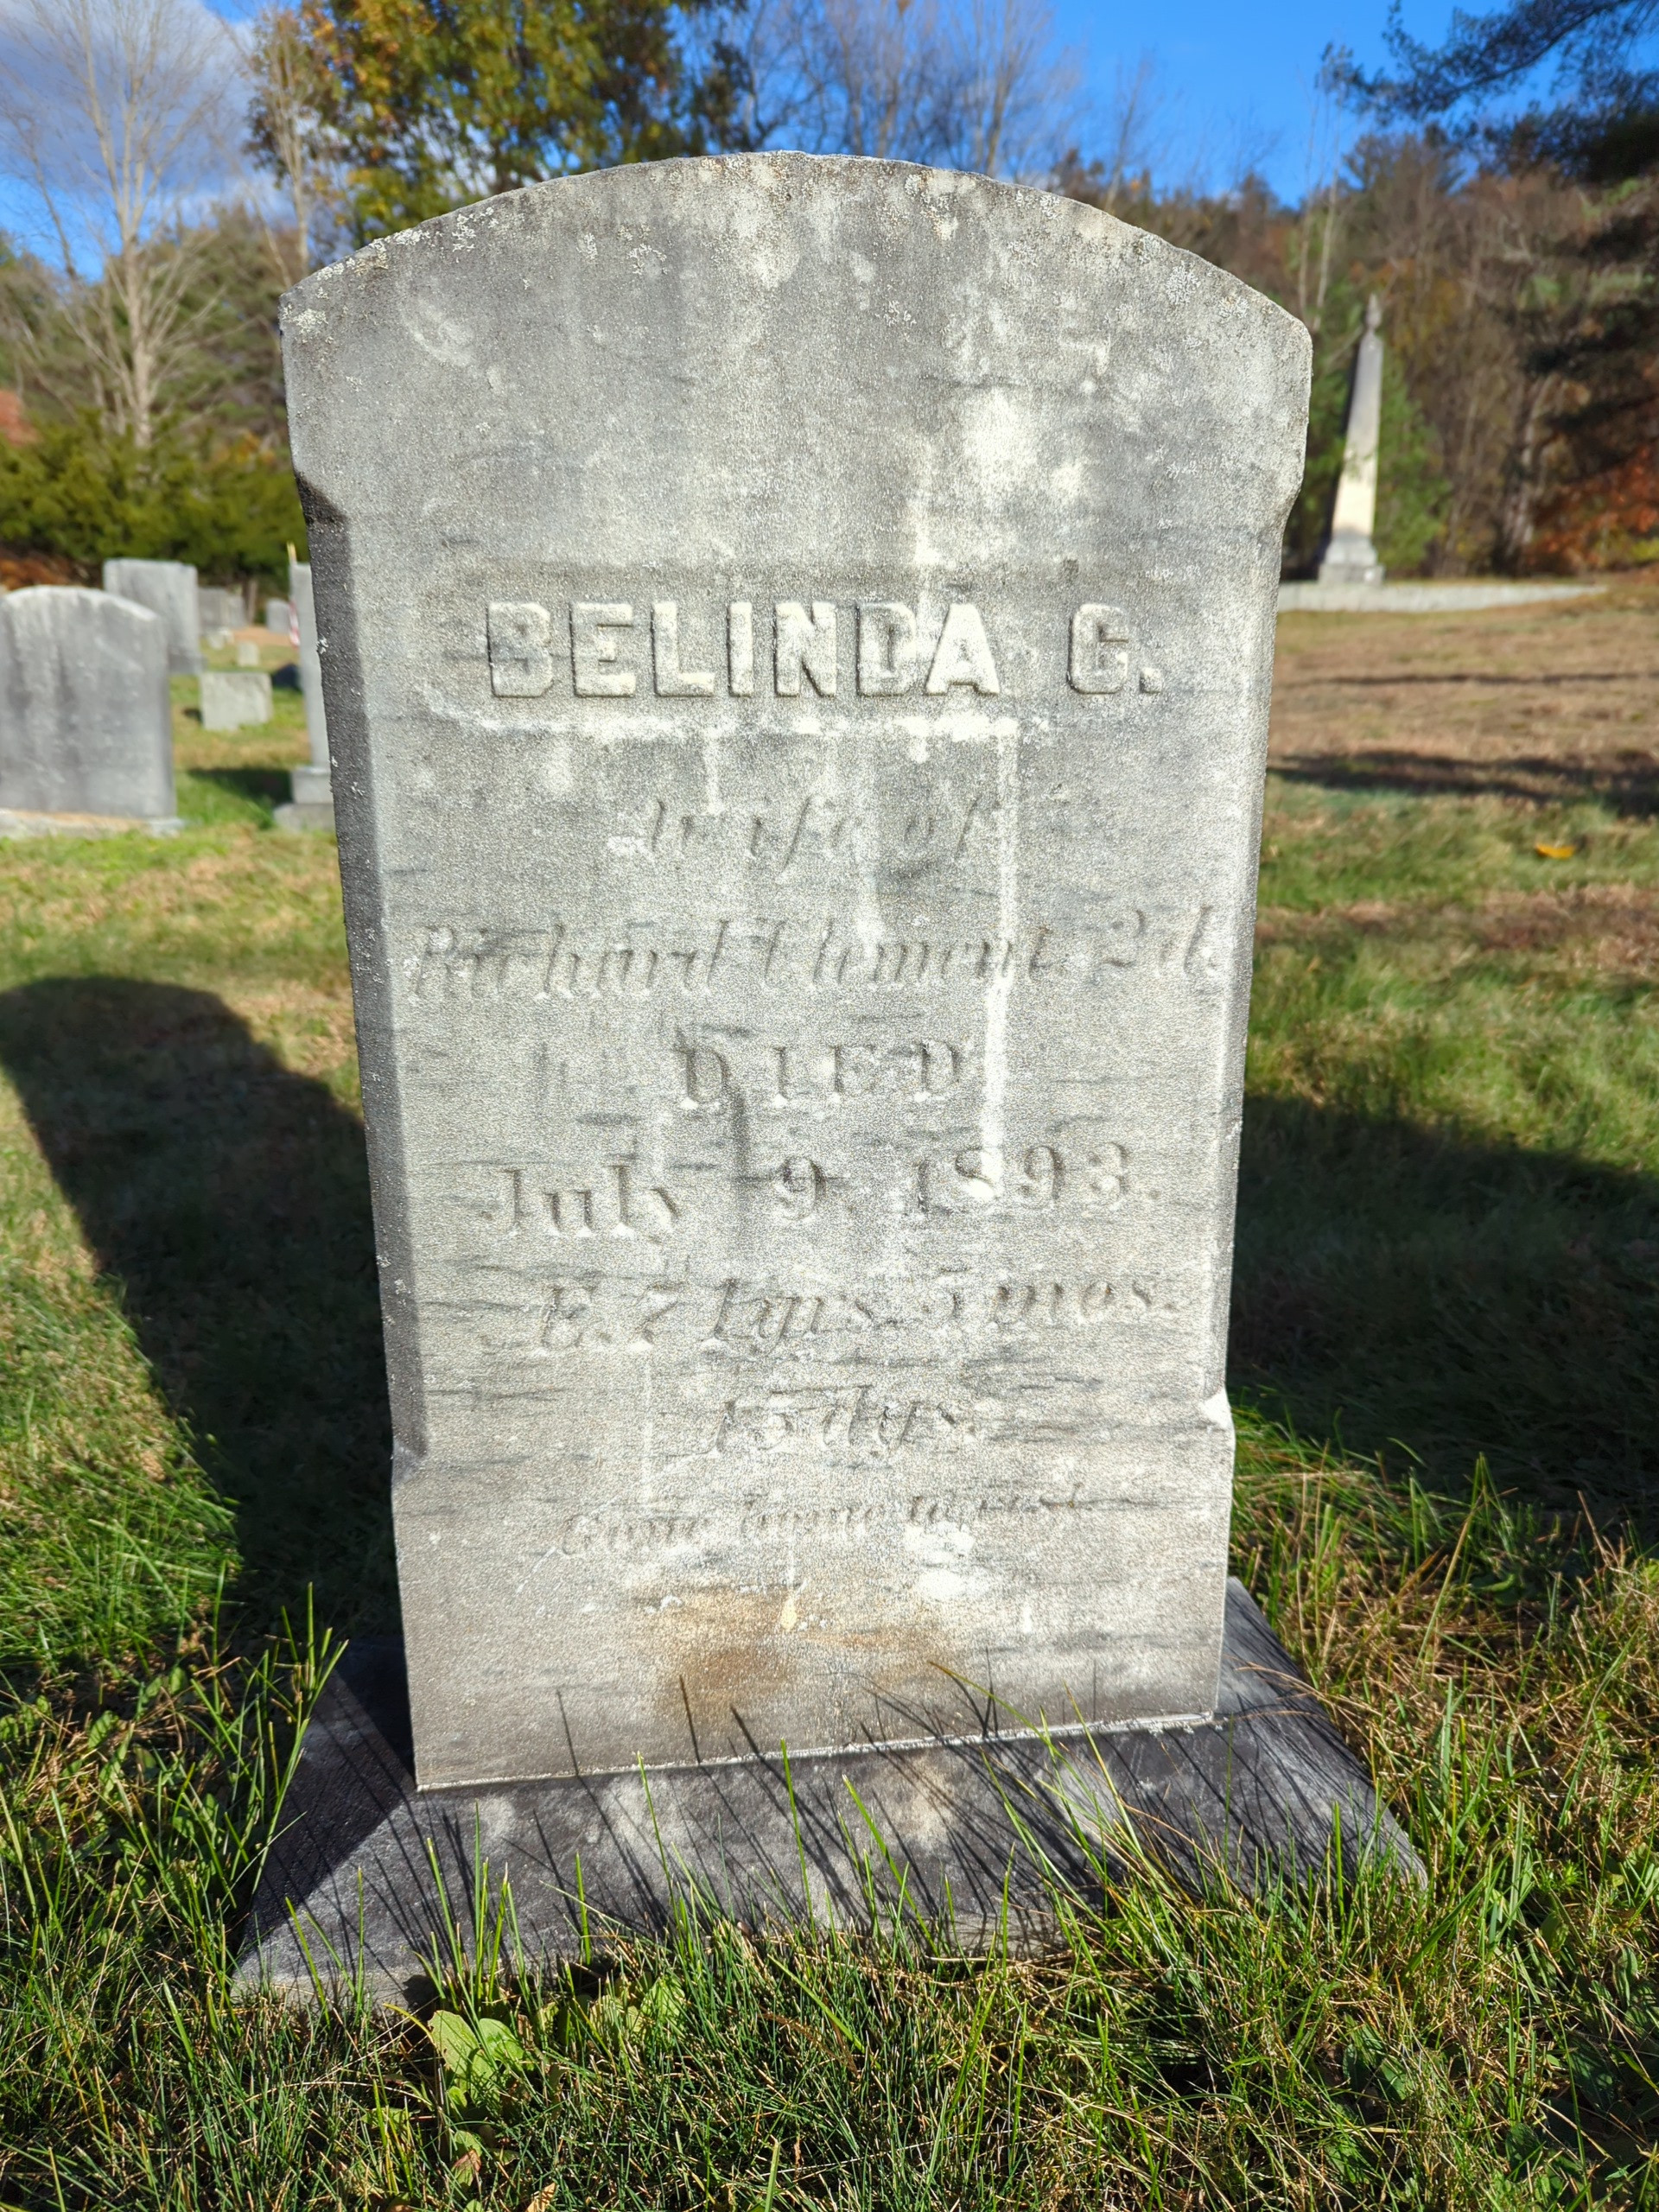 BELINDA G.
Wife of
Richard Clement 2d.
DIED
July 9, 1893.
Æ. 71 yrs. 5 mos.
15 dys.
Gone home to rest